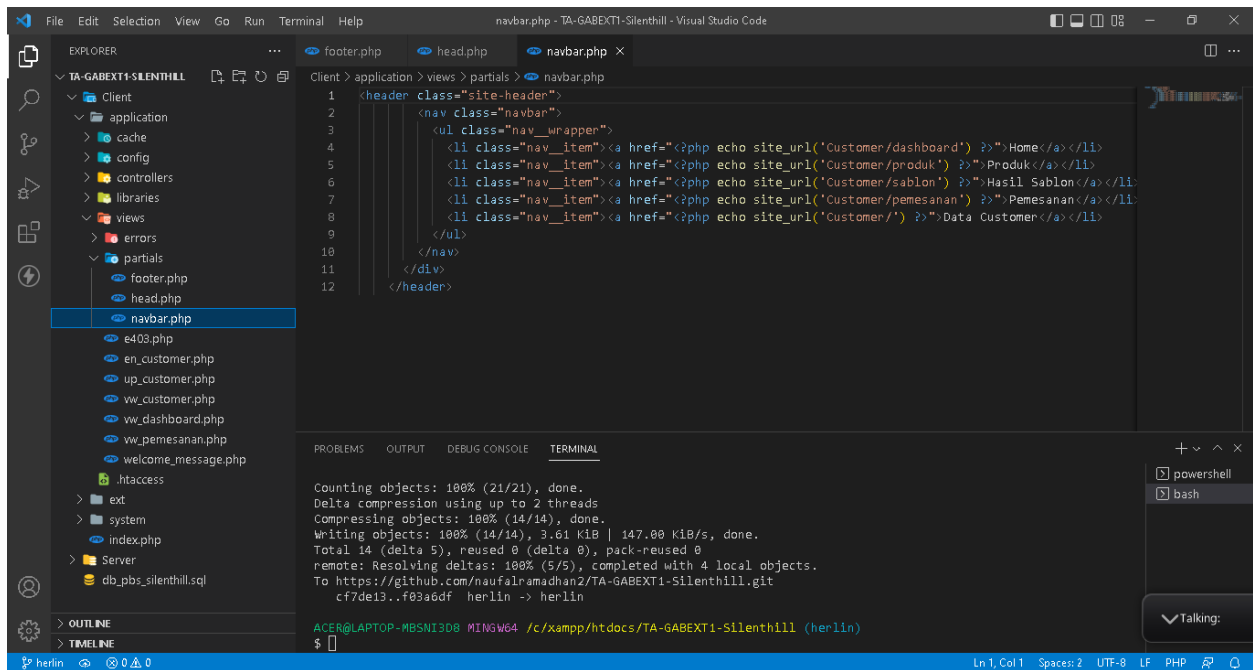 File Edit Selection View Go Run Terminal Help navbar.php - TA-GABEXT1-Silenthill - Visual Studio Code
EXPLORER
TA-GABEXT1-SILENTHILL
Client
application
cache
config
controllers
libraries
views
errors
partials
footer.php
head.php
navbar.php
e403.php
en_customer.php
up_customer.php
vw_customer.php
vw_dashboard.php
vw_pemesanan.php
welcome_message.php
.htaccess
ext
system
index.php
Server
db_pbs_silenthill.sql
OUTLINE
TIMELINE
footer.php head.php navbar.php
Client > application > views > partials > navbar.php
1 <header class="site-header">
2 <nav class="navbar">
3 <ul class="nav__wrapper">
4 <li class="nav__item"><a href="<?php echo site_url('Customer/dashboard') ?>">Home</a></li>
5 <li class="nav__item"><a href="<?php echo site_url('Customer/produk') ?>">Produk</a></li>
6 <li class="nav__item"><a href="<?php echo site_url('Customer/sablon') ?>">Hasil Sablon</a></li>
7 <li class="nav__item"><a href="<?php echo site_url('Customer/pemesanan') ?>">Pemesanan</a></li>
8 <li class="nav__item"><a href="<?php echo site_url('Customer/') ?>">Data Customer</a></li>
9 </ul>
10 </nav>
11 </div>
12 </header>
PROBLEMS OUTPUT DEBUG CONSOLE TERMINAL
Counting objects: 100% (21/21), done.
Delta compression using up to 2 threads
Compressing objects: 100% (14/14), done.
Writing objects: 100% (14/14), 3.61 KiB | 147.00 KiB/s, done.
Total 14 (delta 5), reused 0 (delta 0), pack-reused 0
remote: Resolving deltas: 100% (5/5), completed with 4 local objects.
To https://github.com/naufalramadhan2/TA-GABEXT1-Silenthill.git
cf7de13..f03a6df herlin -> herlin
ACER@LAPTOP-MBSNI3D8 MINGW64 /c/xampp/htdocs/TA-GABEXT1-Silenthill (herlin)
$
powershell
bash
Talking:
herlin 0 0 Ln 1, Col 1 Spaces: 2 UTF-8 LF PHP